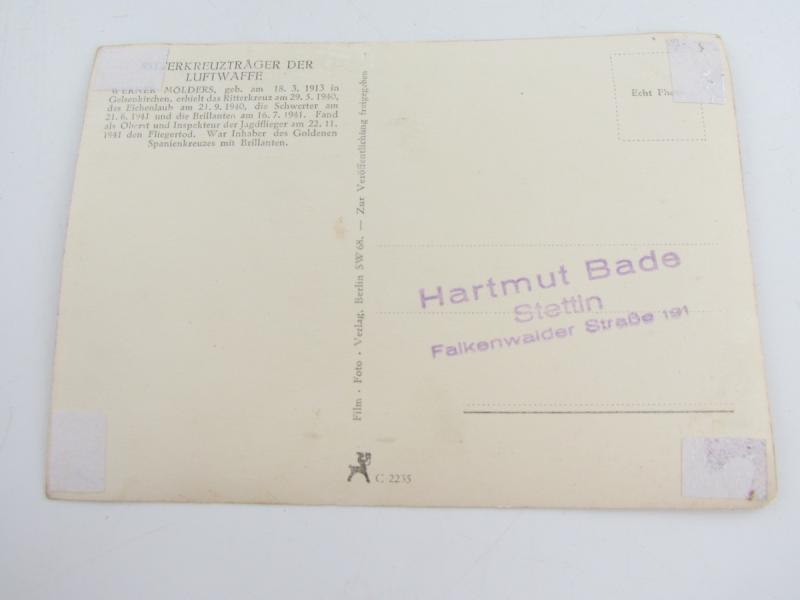 RITTERKREUZTRÄGER DER
LUFTWAFFE
WERNER MÖLDERS, geb. am 18. 3. 1913 in
Gelsenkirchen, erhielt das Ritterkreuz am 29. 5. 1940,
das Eichenlaub am 21. 9. 1940, die Schwerter am
21. 6. 1941 und die Brillanten am 16. 7. 1941. Fand
als Oberst und Inspekteur der Jagdflieger am 22. 11.
1941 den Fliegertod. War Inhaber des Goldenen
Spanienkreuzes mit Brillanten.
Film • Foto • Verlag, Berlin SW 68. — Zur Veröffentlichung freigegeben
C 2235
Echt
Hartmut Bade
Stettin
Falkenwalder Straße 191